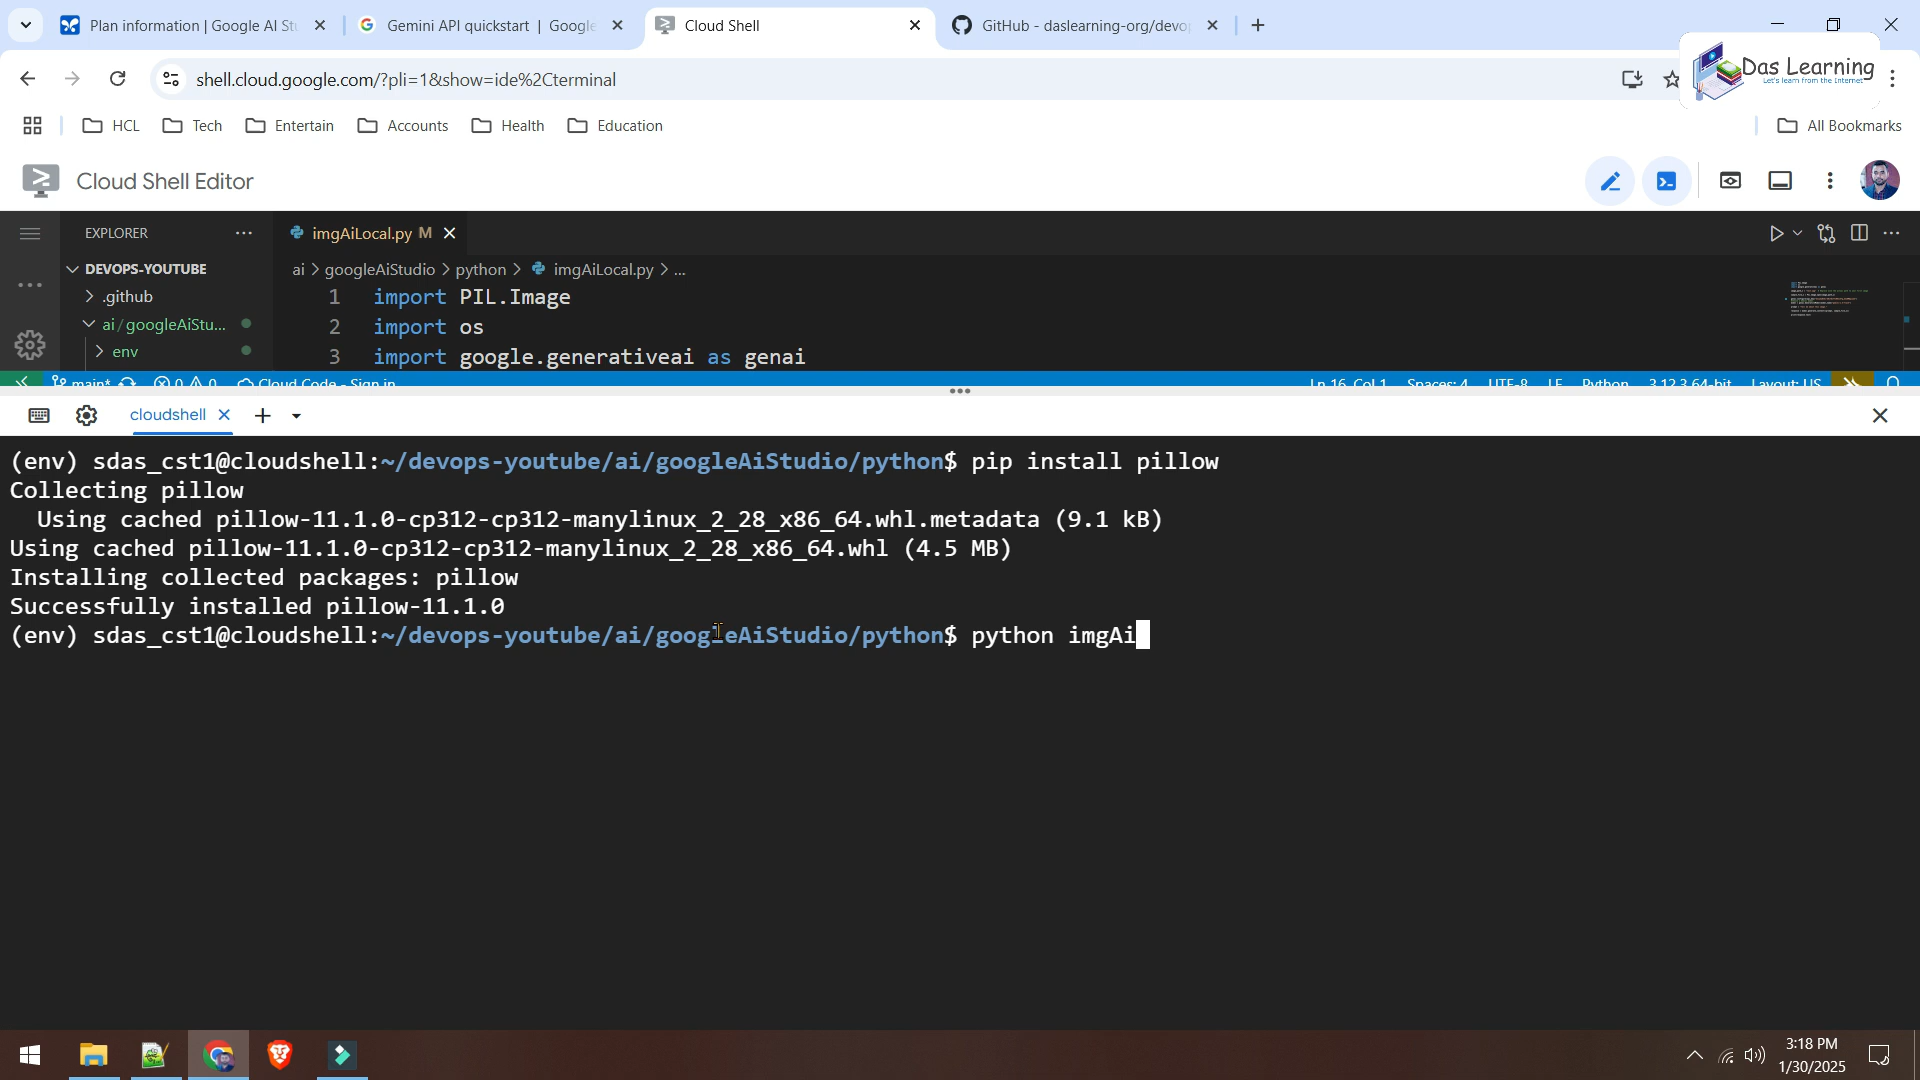 Plan information | Google AI Stu
Gemini API quickstart | Google
Cloud Shell
GitHub - daslearning-org/devop
shell.cloud.google.com/?pli=1&show=ide%2Cterminal
Das Learning
Let's learn from the Internet
HCL
Tech
Entertain
Accounts
Health
Education
All Bookmarks
Cloud Shell Editor
EXPLORER
imgAiLocal.py M
DEVOPS-YOUTUBE
ai > googleAiStudio > python > imgAiLocal.py > ...
.github
1 import PIL.Image
ai/googleAiStu...
2 import os
env
3 import google.generativeai as genai
main* 0 0 Cloud Code - Sign in Ln 16, Col 1 Spaces: 4 UTF-8 LF Python 3.12.3 64-bit Layout: US
cloudshell
(env) sdas_cst1@cloudshell:~/devops-youtube/ai/googleAiStudio/python$ pip install pillow
Collecting pillow
Using cached pillow-11.1.0-cp312-cp312-manylinux_2_28_x86_64.whl.metadata (9.1 kB)
Using cached pillow-11.1.0-cp312-cp312-manylinux_2_28_x86_64.whl (4.5 MB)
Installing collected packages: pillow
Successfully installed pillow-11.1.0
(env) sdas_cst1@cloudshell:~/devops-youtube/ai/googleAiStudio/python$ python imgAi
3:18 PM
1/30/2025